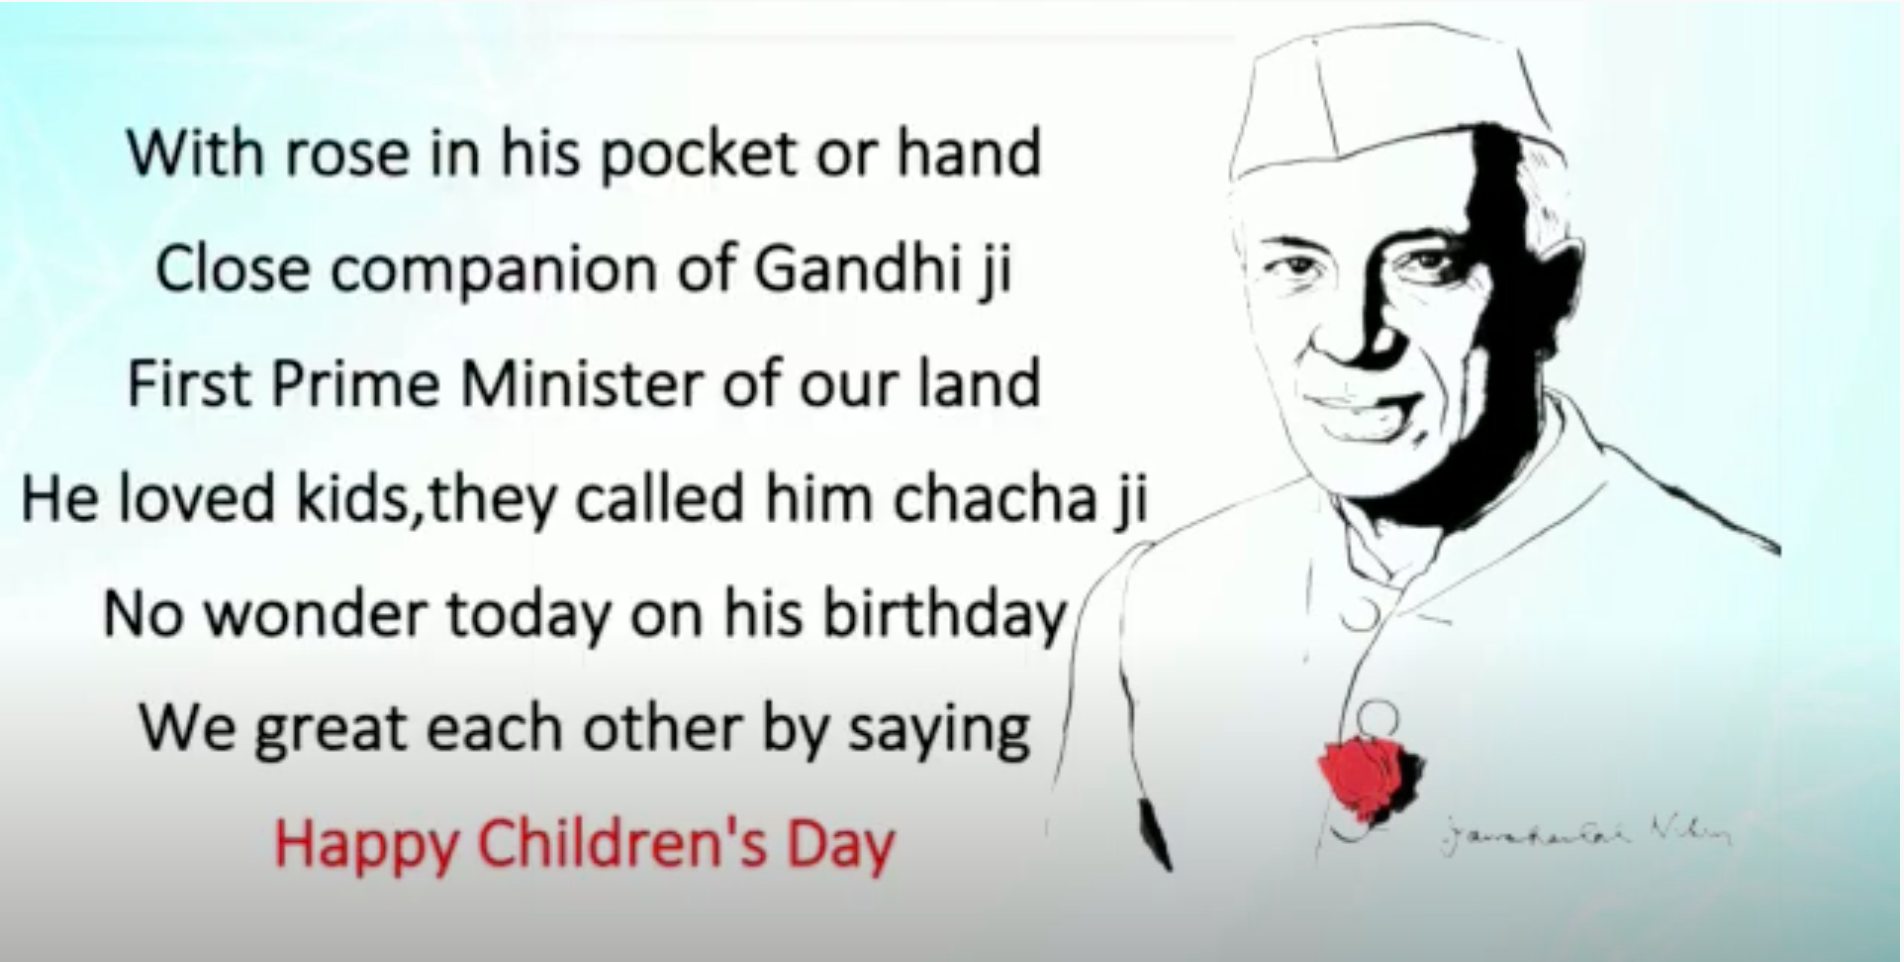 With rose in his pocket or hand
Close companion of Gandhi ji
First Prime Minister of our land
He loved kids,they called him chacha ji
No wonder today on his birthday
We great each other by saying
Happy Children's Day
Jawaharlal Nehru